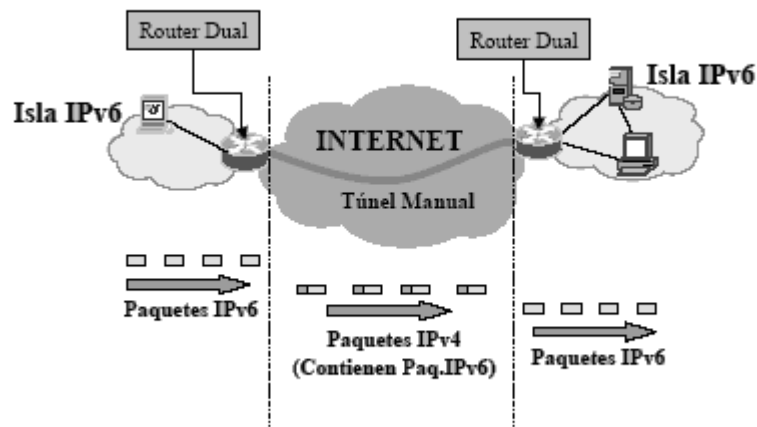 Router Dual
Router Dual
Isla IPv6
Isla IPv6
INTERNET
Túnel Manual
Paquetes IPv6
Paquetes IPv4
(Contienen Paq.IPv6)
Paquetes IPv6